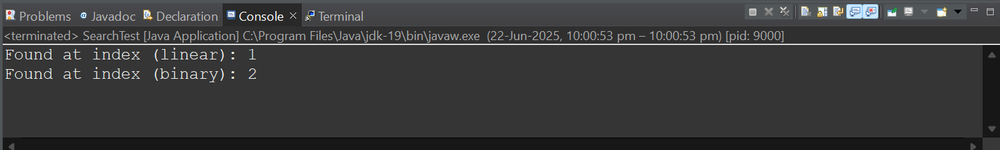 Problems Javadoc Declaration Console Terminal
<terminated> SearchTest [Java Application] C:\Program Files\Java\jdk-19\bin\javaw.exe (22-Jun-2025, 10:00:53 pm – 10:00:53 pm) [pid: 9000]
Found at index (linear): 1
Found at index (binary): 2